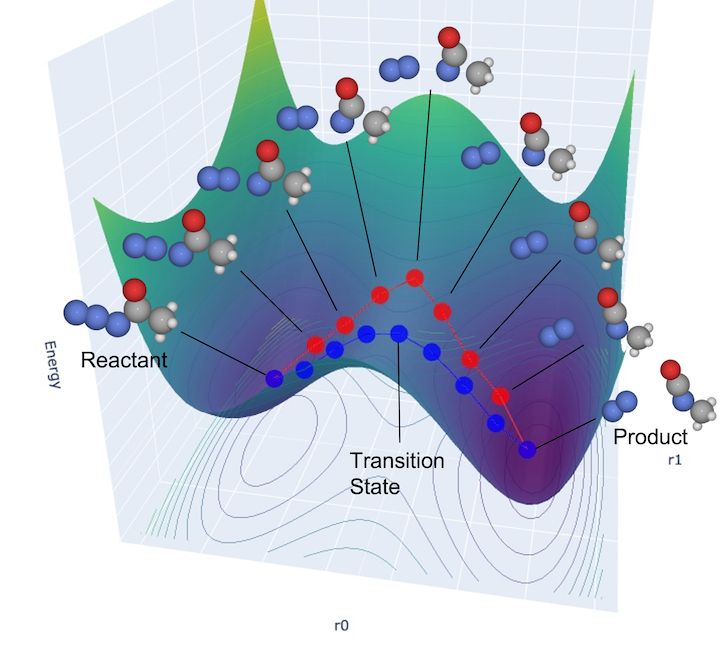 Energy
Reactant
Transition
State
Product
r1
r0